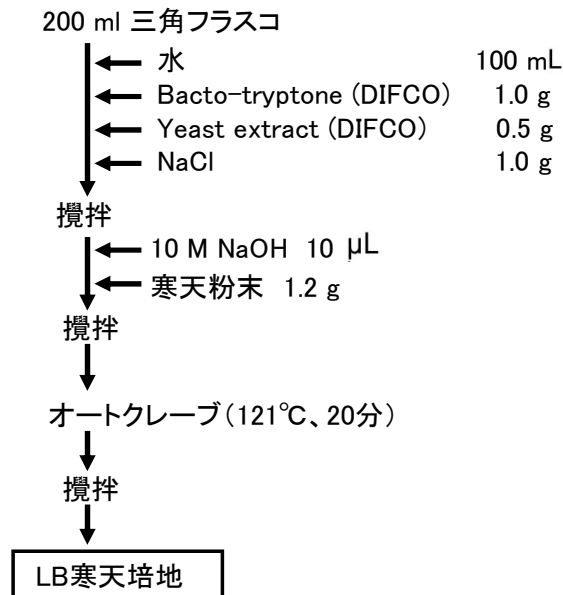 200 ml 三角フラスコ
水 100 mL
Bacto-tryptone (DIFCO) 1.0 g
Yeast extract (DIFCO) 0.5 g
NaCl 1.0 g
攪拌
10 M NaOH 10 μL
寒天粉末 1.2 g
攪拌
オートクレーブ(121℃、20分)
攪拌
LB寒天培地